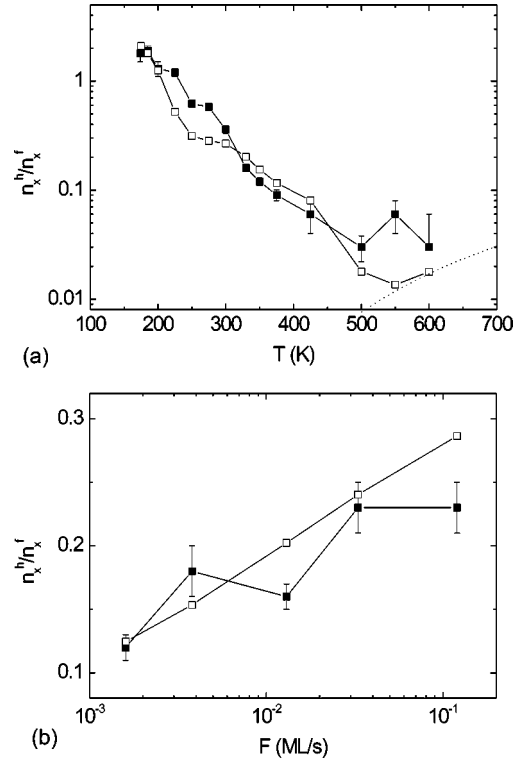 1
0.1
0.01
n_x^h/n_x^f
100 200 300 400 500 600 700
T (K)
(a)
0.3
0.2
0.1
n_x^h/n_x^f
10^-3 10^-2 10^-1
F (ML/s)
(b)